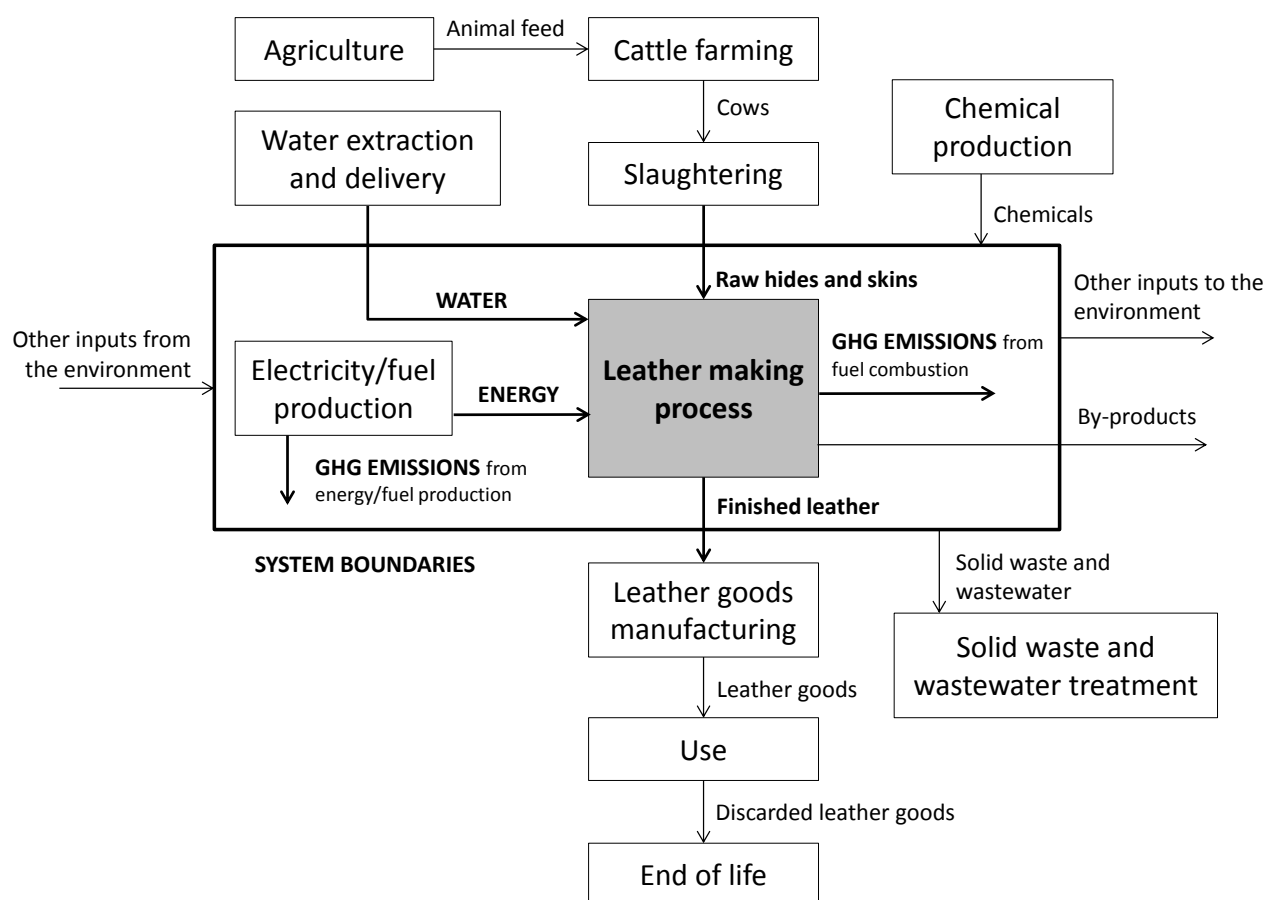 Agriculture
Animal feed
Cattle farming
Cows
Chemical
production
Water extraction
and delivery
Slaughtering
Chemicals
Raw hides and skins
WATER
Other inputs to the
environment
Other inputs from
the environment
Electricity/fuel
production
ENERGY
Leather making
process
GHG EMISSIONS from
fuel combustion
By-products
GHG EMISSIONS from
energy/fuel production
Finished leather
SYSTEM BOUNDARIES
Solid waste and
wastewater
Leather goods
manufacturing
Solid waste and
wastewater treatment
Leather goods
Use
Discarded leather goods
End of life